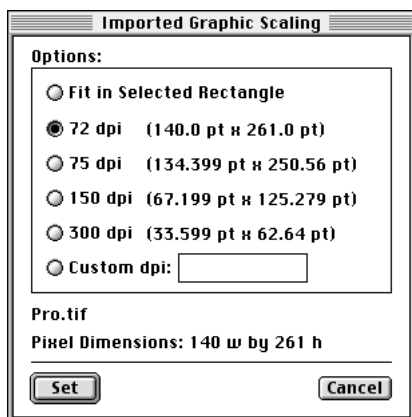 Imported Graphic Scaling
Options:
Fit in Selected Rectangle
72 dpi (140.0 pt x 261.0 pt)
75 dpi (134.399 pt x 250.56 pt)
150 dpi (67.199 pt x 125.279 pt)
300 dpi (33.599 pt x 62.64 pt)
Custom dpi:
Pro.tif
Pixel Dimensions: 140 w by 261 h
Set Cancel